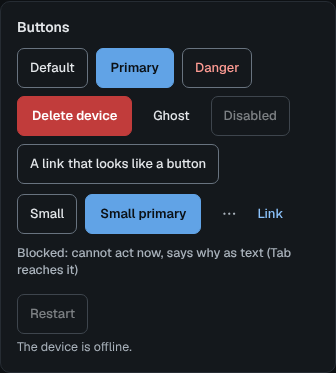 Buttons
Default Primary Danger
Delete device Ghost Disabled
A link that looks like a button
Small Small primary ··· Link
Blocked: cannot act now, says why as text (Tab
reaches it)
Restart
The device is offline.